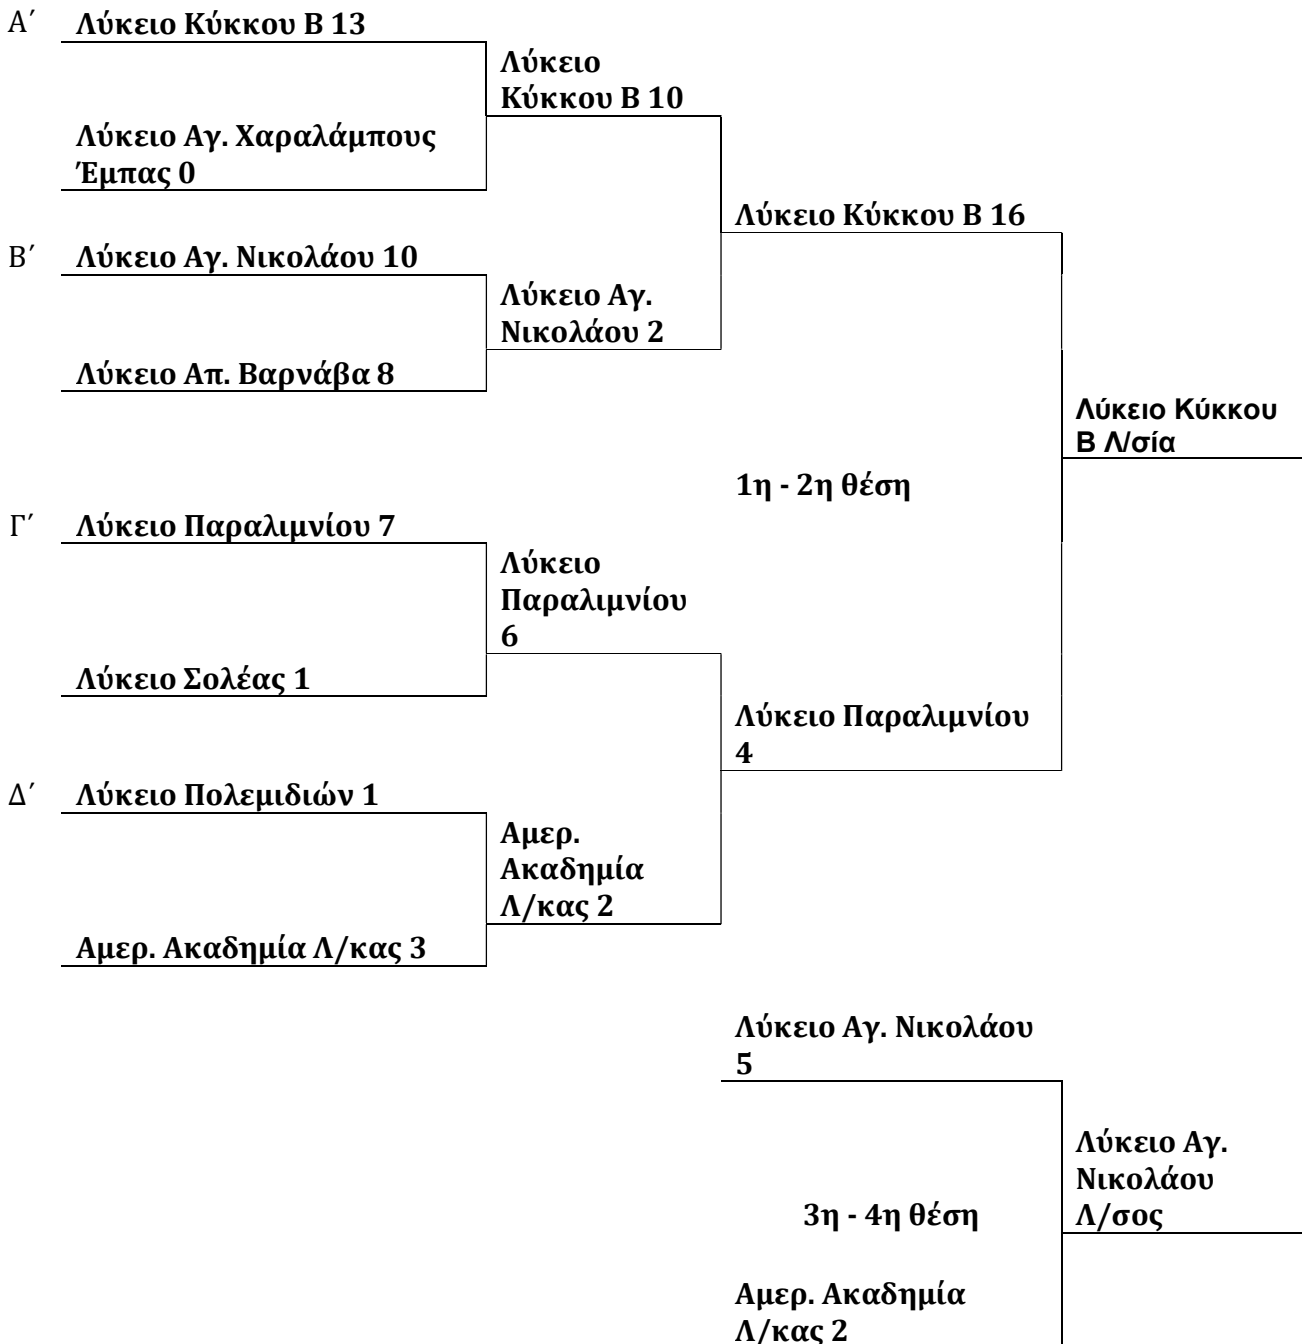 Α΄ Λύκειο Κύκκου Β 13
Λύκειο
Κύκκου Β 10
Λύκειο Αγ. Χαραλάμπους
Έμπας 0
Λύκειο Κύκκου Β 16
Β΄ Λύκειο Αγ. Νικολάου 10
Λύκειο Αγ.
Νικολάου 2
Λύκειο Απ. Βαρνάβα 8
Λύκειο Κύκκου
Β Λ/σία
1η - 2η θέση
Γ΄ Λύκειο Παραλιμνίου 7
Λύκειο
Παραλιμνίου
6
Λύκειο Σολέας 1
Λύκειο Παραλιμνίου
4
Δ΄ Λύκειο Πολεμιδιών 1
Αμερ.
Ακαδημία
Λ/κας 2
Αμερ. Ακαδημία Λ/κας 3
Λύκειο Αγ. Νικολάου
5
Λύκειο Αγ.
Νικολάου
Λ/σος
3η - 4η θέση
Αμερ. Ακαδημία
Λ/κας 2